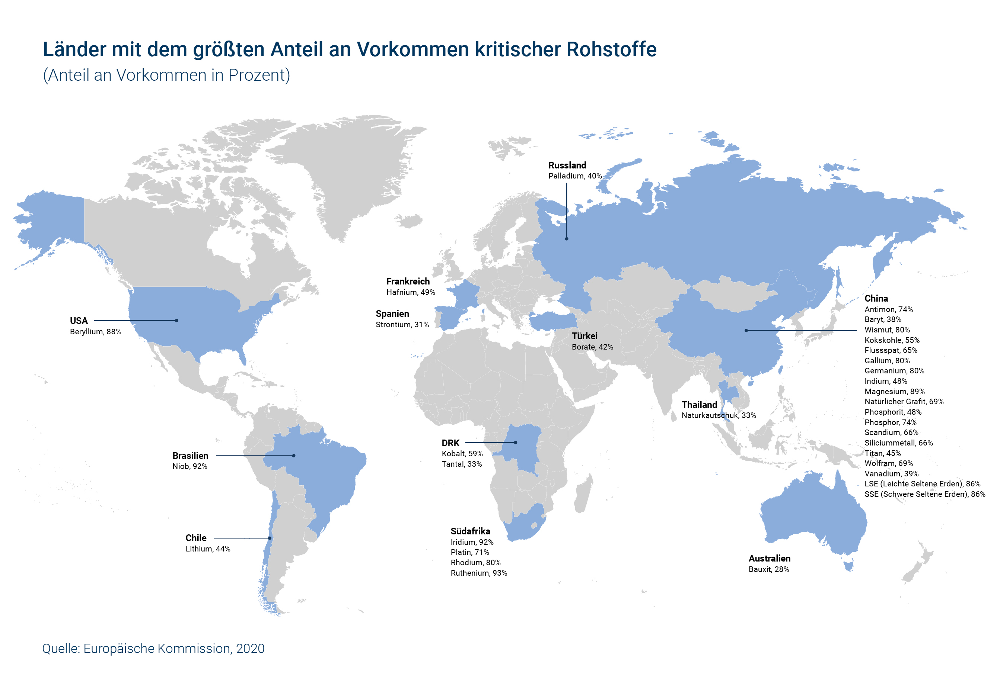 Länder mit dem größten Anteil an Vorkommen kritischer Rohstoffe
(Anteil an Vorkommen in Prozent)
Russland
Palladium, 40%
Frankreich
Hafnium, 49%
Spanien
Strontium, 31%
USA
Beryllium, 88%
Türkei
Borate, 42%
China
Antimon, 74%
Baryt, 38%
Wismut, 80%
Kokskohle, 55%
Flussspat, 65%
Gallium, 80%
Germanium, 80%
Indium, 48%
Magnesium, 89%
Natürlicher Grafit, 69%
Phosphorit, 48%
Phosphor, 74%
Scandium, 66%
Siliciummetall, 66%
Titan, 45%
Wolfram, 69%
Vanadium, 39%
LSE (Leichte Seltene Erden), 86%
SSE (Schwere Seltene Erden), 86%
Thailand
Naturkautschuk, 33%
DRK
Kobalt, 59%
Tantal, 33%
Brasilien
Niob, 92%
Chile
Lithium, 44%
Südafrika
Iridium, 92%
Platin, 71%
Rhodium, 80%
Ruthenium, 93%
Australien
Bauxit, 28%
Quelle: Europäische Kommission, 2020